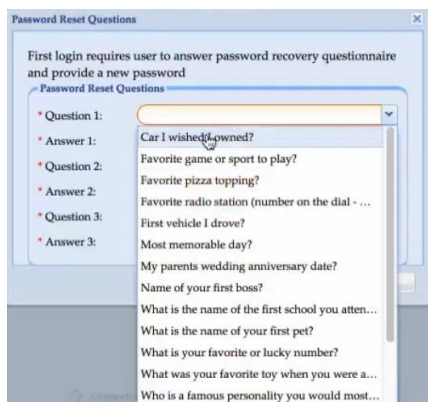 Password Reset Questions
First login requires user to answer password recovery questionnaire
and provide a new password
Password Reset Questions
* Question 1:
* Answer 1:
* Question 2:
* Answer 2:
* Question 3:
* Answer 3:
Car I wished I owned?
Favorite game or sport to play?
Favorite pizza topping?
Favorite radio station (number on the dial - ...
First vehicle I drove?
Most memorable day?
My parents wedding anniversary date?
Name of your first boss?
What is the name of the first school you atten...
What is the name of your first pet?
What is your favorite or lucky number?
What was your favorite toy when you were a...
Who is a famous personality you would most...